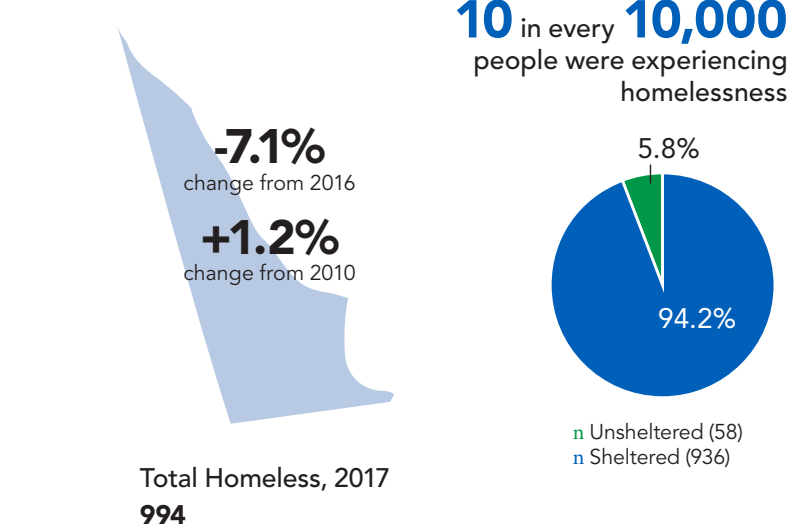 10 in every 10,000
people were experiencing
homelessness
-7.1%
change from 2016
+1.2%
change from 2010
5.8%
94.2%
n Unsheltered (58)
n Sheltered (936)
Total Homeless, 2017
994